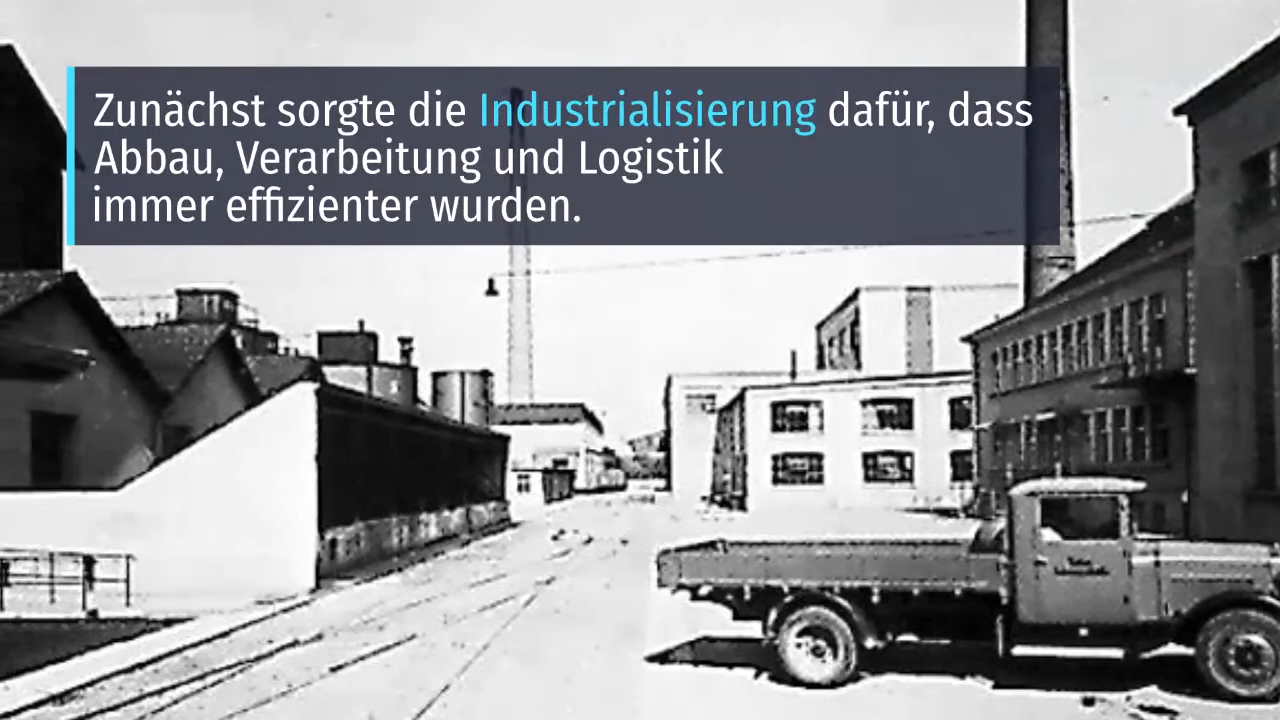 Zunächst sorgte die Industrialisierung dafür, dass
Abbau, Verarbeitung und Logistik
immer effizienter wurden.